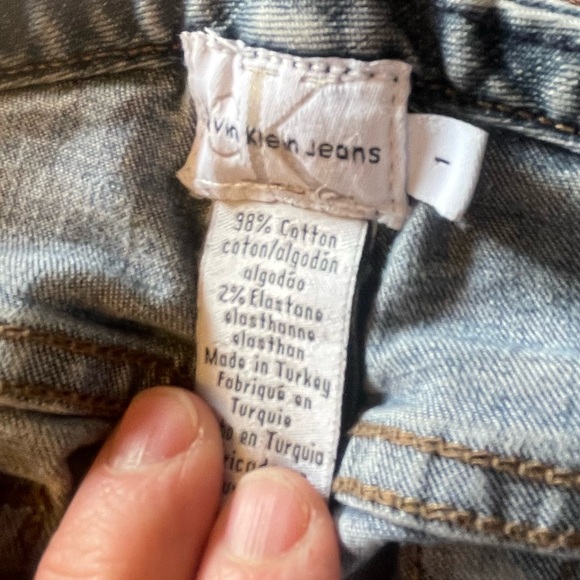 CK
Klein Jeans
1
98% Cotton
coton/algodón
algodão
2% Elastane
elasthanne
elasthan
Made in Turkey
Fabriqué en
Turquie
en Turquia